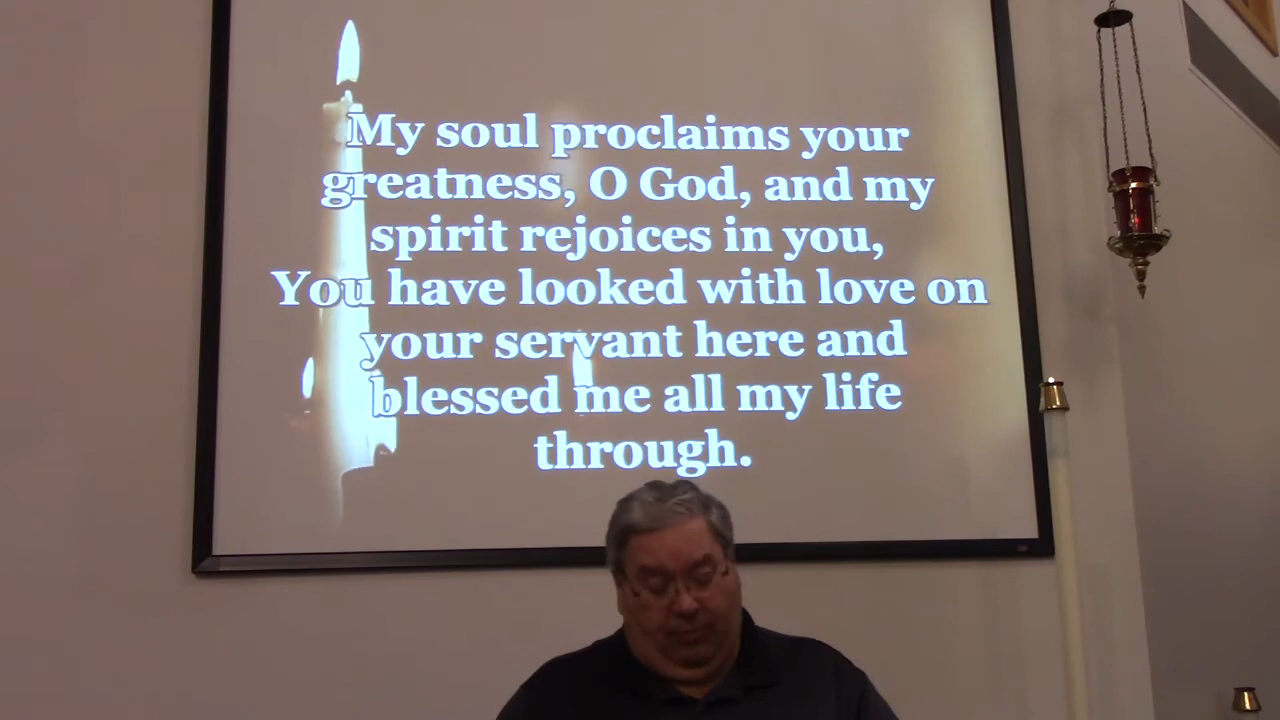 My soul proclaims your
greatness, O God, and my
spirit rejoices in you,
You have looked with love on
your servant here and
blessed me all my life
through.